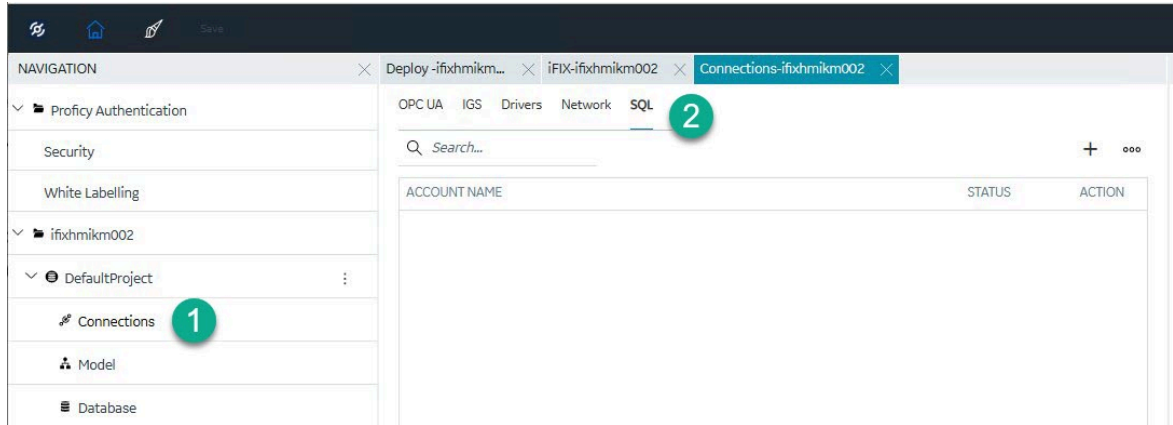 Save
NAVIGATION
Deploy -ifixhmikm...
iFIX-ifixhmikm002
Connections-ifixhmikm002
Proficy Authentication
Security
White Labelling
ifixhmikm002
DefaultProject
Connections
1
Model
Database
OPC UA IGS Drivers Network SQL
2
Search...
ACCOUNT NAME STATUS ACTION